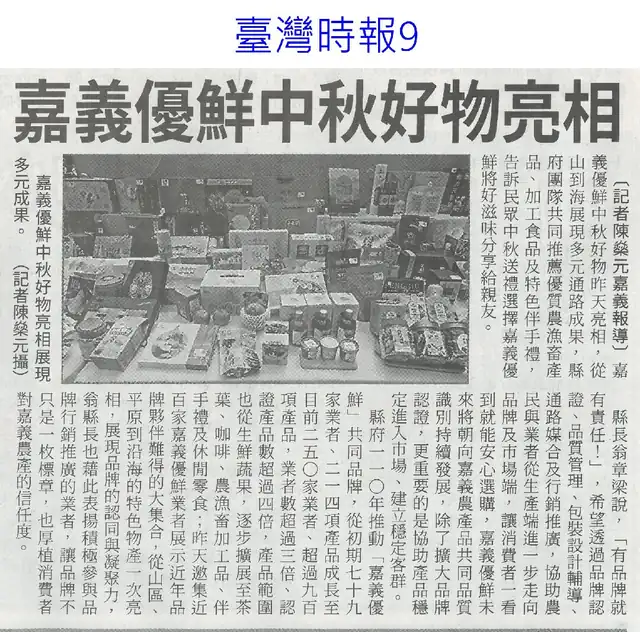 臺灣時報9
嘉義優鮮中秋好物亮相
〔記者陳燊元嘉義報導〕嘉
義優鮮中秋好物昨天亮相，從
山到海展現多元通路成果，縣
府團隊共同推薦優質農漁畜產
品、加工食品及特色伴手禮，
告訴民眾中秋送禮選擇嘉義優
鮮將好滋味分享給親友。
嘉義優鮮中秋好物亮相展現
多元成果。　（記者陳燊元攝）
縣長翁章梁說，「有品牌就
有責任！」，希望透過品牌認
證、品質管理、包裝設計輔導、
通路媒合及行銷推廣，協助農
民與業者從生產端進一步走向
品牌及市場端，讓消費者一看
到就能安心選購，嘉義優鮮未
來將朝向嘉義農產品共同品質
識別持續發展，除了擴大品牌
認證，更重要的是協助產品穩
定進入市場、建立穩定客群。
縣府一一０年推動「嘉義優
鮮」共同品牌，從初期七十九
家業者、二一四項產品成長至
目前二五０家業者、超過九百
項產品，業者數超過三倍、認
證產品數超過四倍，產品範圍
也從生鮮蔬果，逐步擴展至茶
葉、咖啡、農漁畜加工品、伴
手禮及休閒零食；昨天邀集近
百家嘉義優鮮業者展示近年品
牌夥伴難得的大集合，從山區、
平原到沿海的特色物產一次亮
相，展現品牌的認同與凝聚力，
翁縣長也藉此表揚積極參與品
牌行銷推廣的業者，讓品牌不
只是一枚標章，也厚植消費者
對嘉義農產的信任度。